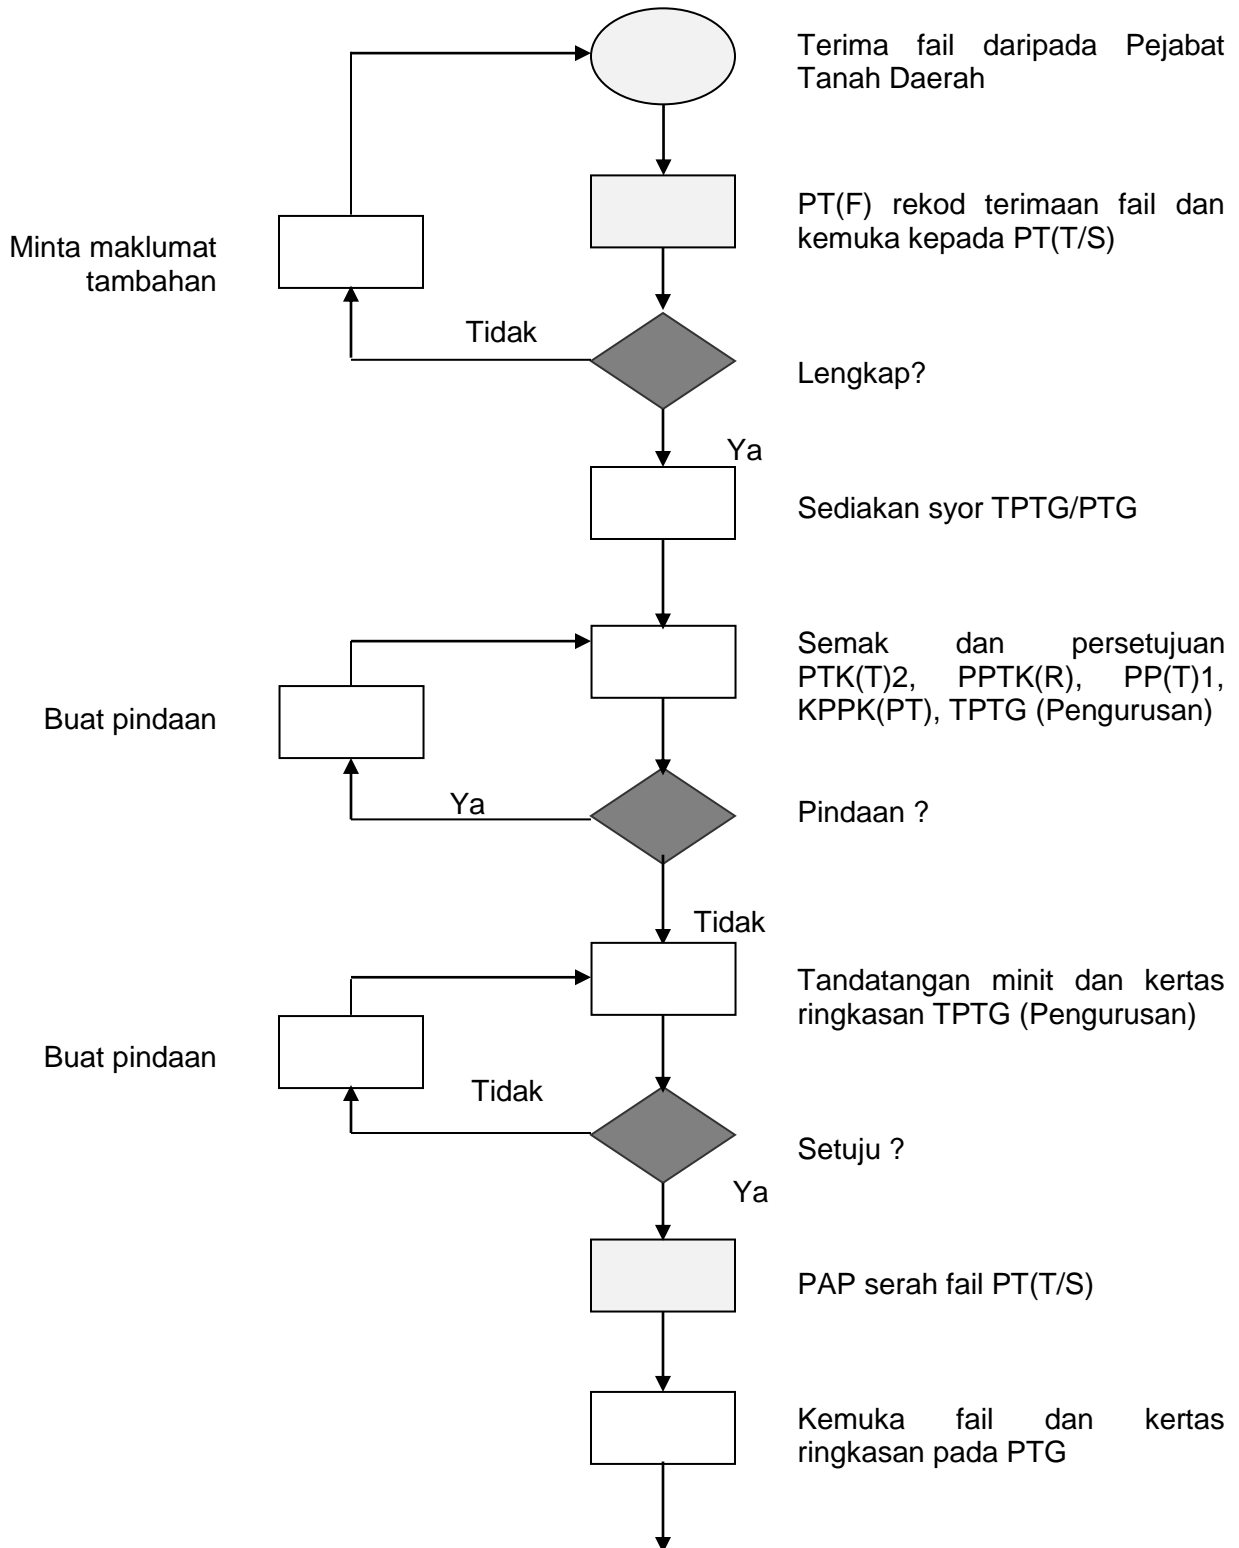 Terima fail daripada Pejabat
Tanah Daerah
PT(F) rekod terimaan fail dan
kemuka kepada PT(T/S)
Minta maklumat
tambahan
Tidak
Lengkap?
Ya
Sediakan syor TPTG/PTG
Semak dan persetujuan
PTK(T)2, PPTK(R), PP(T)1,
KPPK(PT), TPTG (Pengurusan)
Buat pindaan
Ya
Pindaan ?
Tidak
Tandatangan minit dan kertas
ringkasan TPTG (Pengurusan)
Buat pindaan
Tidak
Setuju ?
Ya
PAP serah fail PT(T/S)
Kemuka fail dan kertas
ringkasan pada PTG